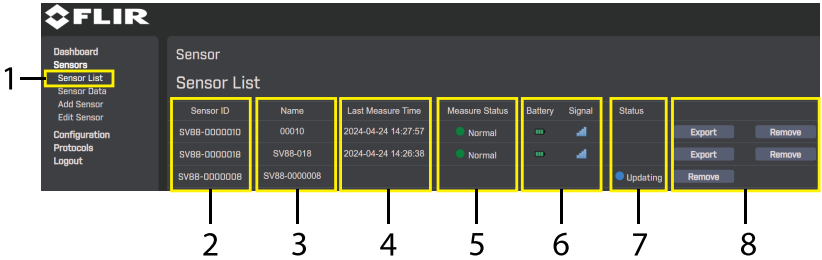 FLIR
Dashboard
Sensors
1
Sensor List
Sensor Data
Add Sensor
Edit Sensor
Configuration
Protocols
Logout
Sensor
Sensor List
Sensor ID Name Last Measure Time Measure Status Battery Signal Status
SV88-0000010 00010 2024-04-24 14:27:57 Normal Export Remove
SV88-0000018 SV88-018 2024-04-24 14:26:38 Normal Export Remove
SV88-0000008 SV88-0000008 Updating Remove
2 3 4 5 6 7 8